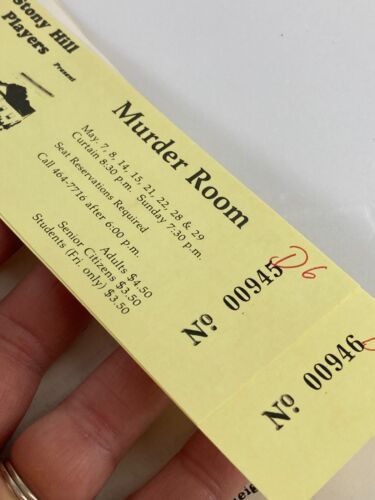 Stony Hill
Players
Present
Murder Room
May. 7, 8, 14, 15, 21, 22, 28 & 29
Curtain 8:30 p.m. Sunday 7:30 p.m.
Seat Reservations Required
Call 464-7716 after 6:00 p.m.
Adults $4.50
Senior Citizens $3.50
Students (Fri. only) $3.50
No 00945
D6
No 00946